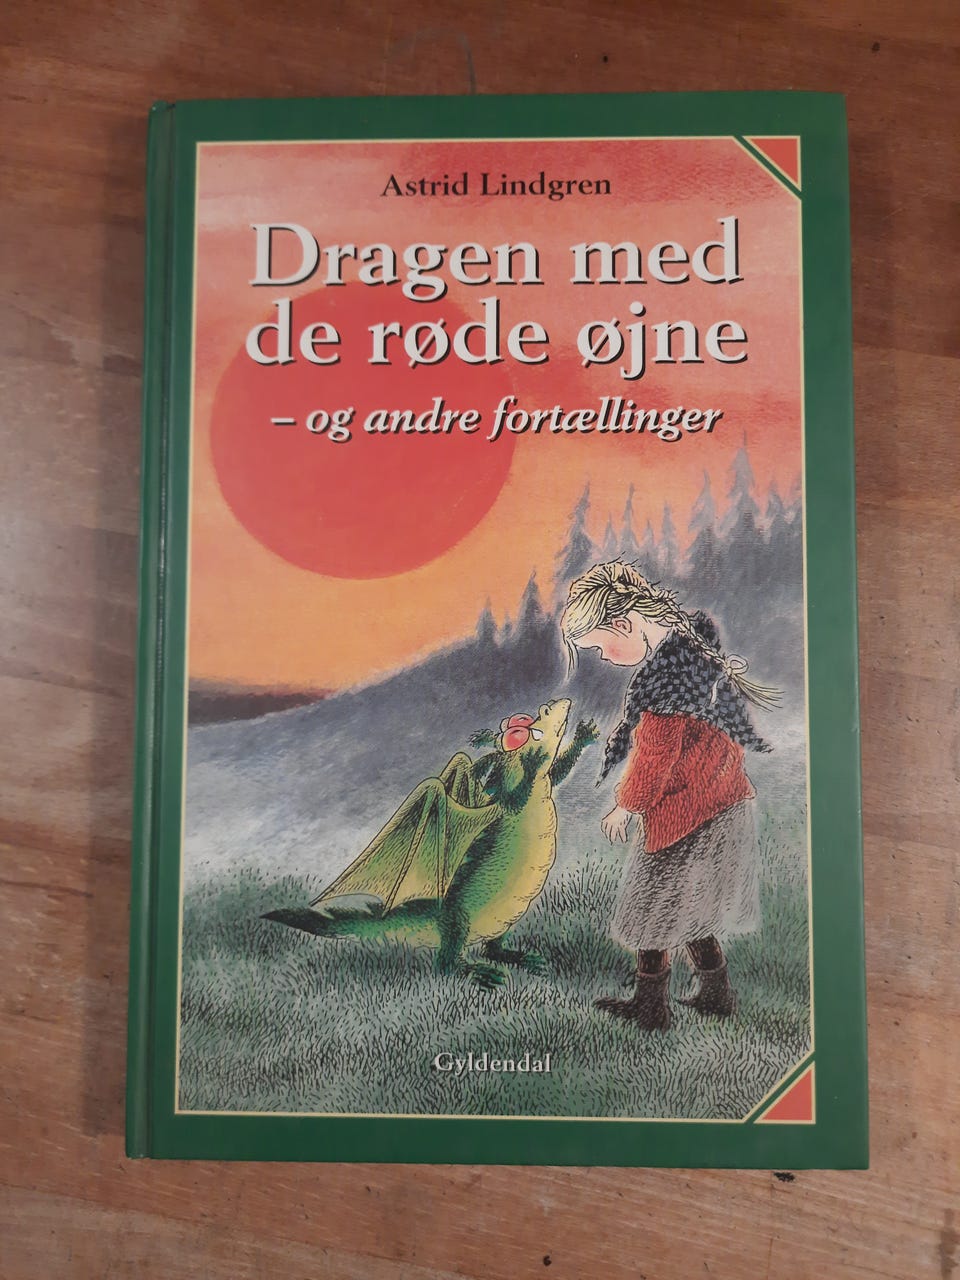 Astrid Lindgren
Dragen med
de røde øjne
– og andre fortællinger
Gyldendal